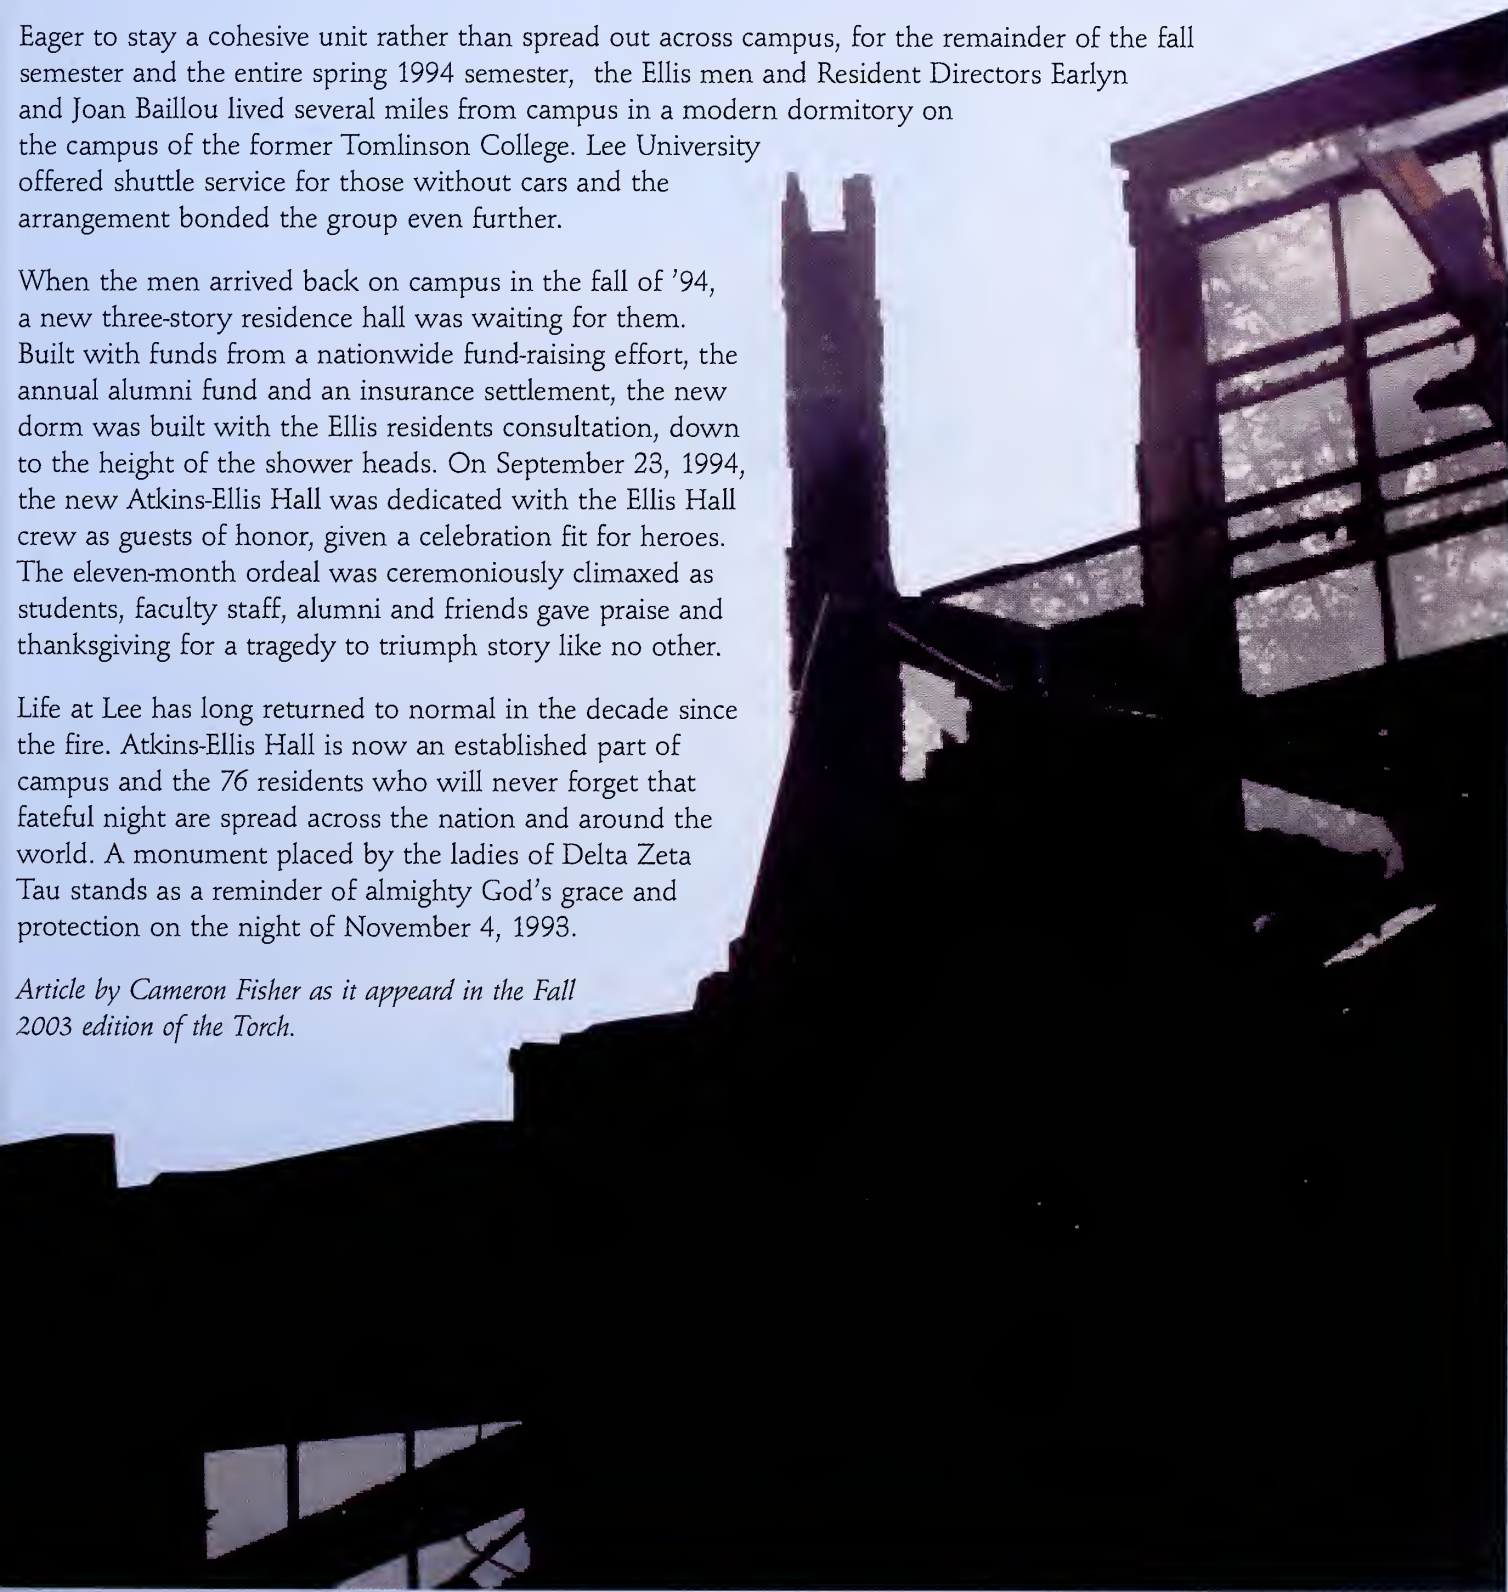 Eager to stay a cohesive unit rather than spread out across campus, for the remainder of the fall
semester and the entire spring 1994 semester, the Ellis men and Resident Directors Earlyn
and Joan Baillou lived several miles from campus in a modern dormitory on
the campus of the former Tomlinson College. Lee University
offered shuttle service for those without cars and the
arrangement bonded the group even further.
When the men arrived back on campus in the fall of ’94,
a new three-story residence hall was waiting for them.
Built with funds from a nationwide fund-raising effort, the
annual alumni fund and an insurance settlement, the new
dorm was built with the Ellis residents consultation, down
to the height of the shower heads. On September 23, 1994,
the new Atkins-Ellis Hall was dedicated with the Ellis Hall
crew as guests of honor, given a celebration fit for heroes.
The eleven-month ordeal was ceremoniously climaxed as
students, faculty staff, alumni and friends gave praise and
thanksgiving for a tragedy to triumph story like no other.
Life at Lee has long returned to normal in the decade since
the fire. Atkins-Ellis Hall is now an established part of
campus and the 76 residents who will never forget that
fateful night are spread across the nation and around the
world. A monument placed by the ladies of Delta Zeta
Tau stands as a reminder of almighty God’s grace and
protection on the night of November 4, 1993.
Article by Cameron Fisher as it appeard in the Fall
2003 edition of the Torch.